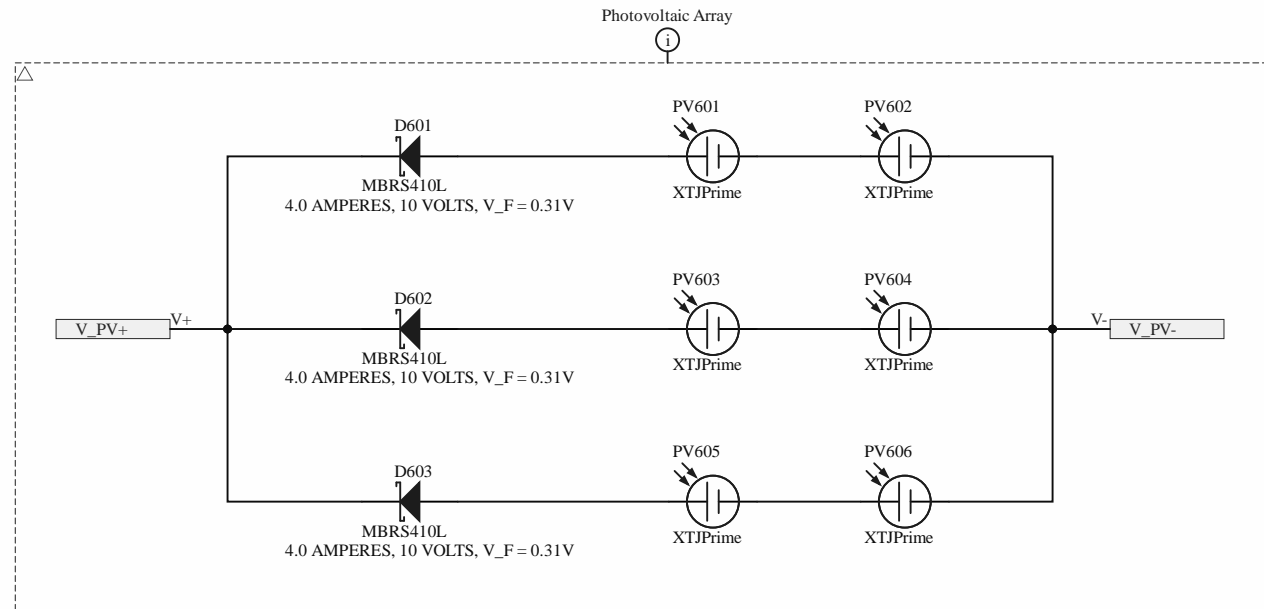 Photovoltaic Array
i
PV601
PV602
D601
MBRS410L
4.0 AMPERES, 10 VOLTS, V_F = 0.31V
XTJPrime
XTJPrime
PV603
PV604
D602
V_PV+
V+
V-
V_PV-
MBRS410L
4.0 AMPERES, 10 VOLTS, V_F = 0.31V
XTJPrime
XTJPrime
PV605
PV606
D603
MBRS410L
4.0 AMPERES, 10 VOLTS, V_F = 0.31V
XTJPrime
XTJPrime